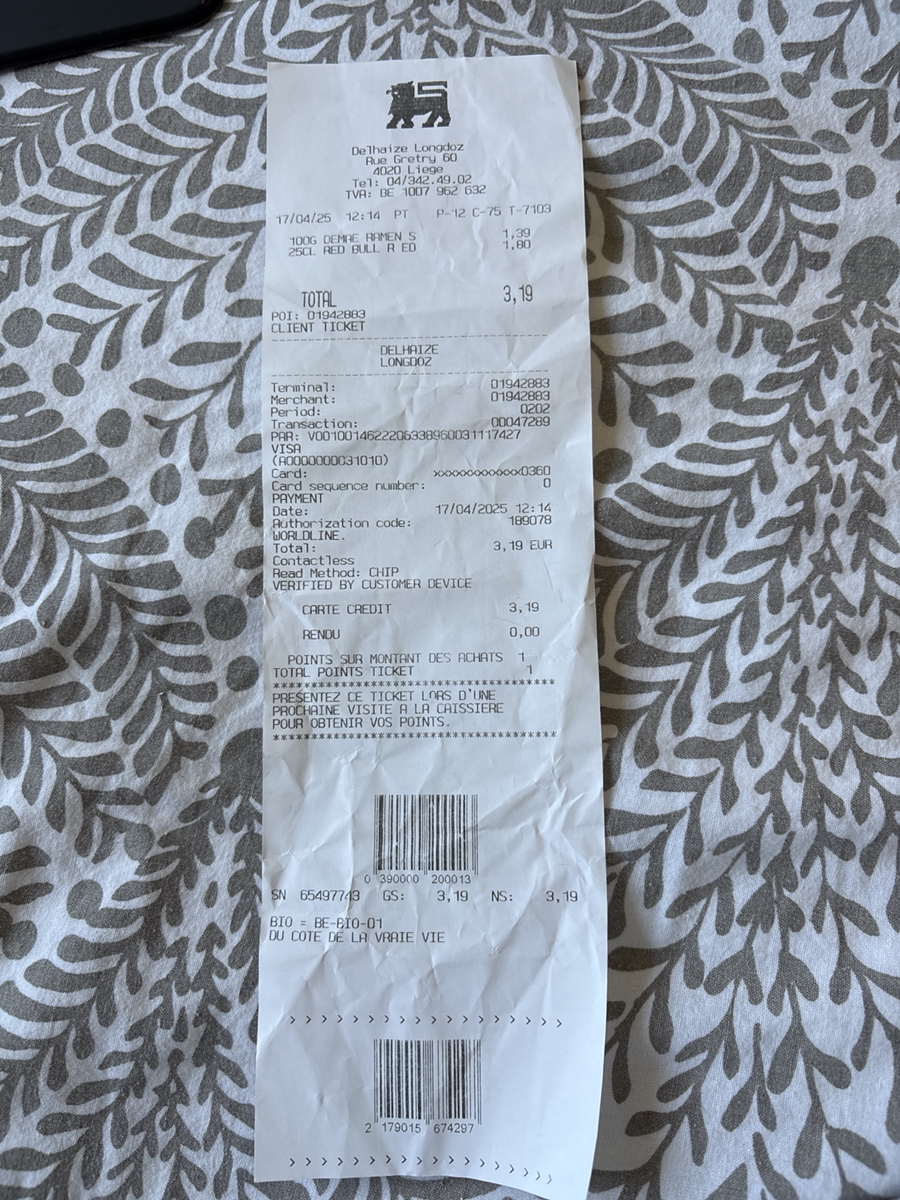 Delhaize Longdoz
Rue Gretry 60
4020 Liege
Tel: 04/342.49.02
TVA: BE 1007 962 632
17/04/25 12:14 PT P-12 C-75 T-7103
100G DEMAE RAMEN S 1,39
25CL RED BULL R ED 1,80
TOTAL 3,19
POI: 01942883
CLIENT TICKET
DELHAIZE
LONGDOZ
Terminal: 01942883
Merchant: 01942883
Period: 0202
Transaction: 00047289
PAR: V0010014622206338960031117427
VISA
(A0000000031010)
Card: xxxxxxxxxxxxx0360
Card sequence number: 0
PAYMENT
Date: 17/04/2025 12:14
Authorization code: 189078
WORLDLINE.
Total: 3,19 EUR
Contactless
Read Method: CHIP
VERIFIED BY CUSTOMER DEVICE
CARTE CREDIT 3,19
RENDU 0,00
POINTS SUR MONTANT DES ACHATS 1
TOTAL POINTS TICKET 1
********************************
PRESENTEZ CE TICKET LORS D'UNE
PROCHAINE VISITE A LA CAISSIERE
POUR OBTENIR VOS POINTS.
********************************
0 390000 200013
SN 65497743 GS: 3,19 NS: 3,19
BIO = BE-BIO-01
DU COTE DE LA VRAIE VIE
> > > > > > > > > > > > > > > > >
2 179015 674297
> > > > > > > > > > > > > > > > >